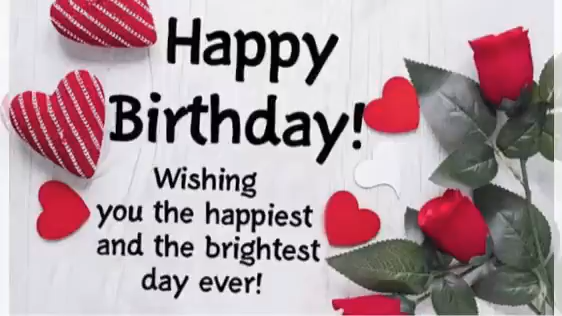 Happy
Birthday!
Wishing
you the happiest
and the brightest
day ever!